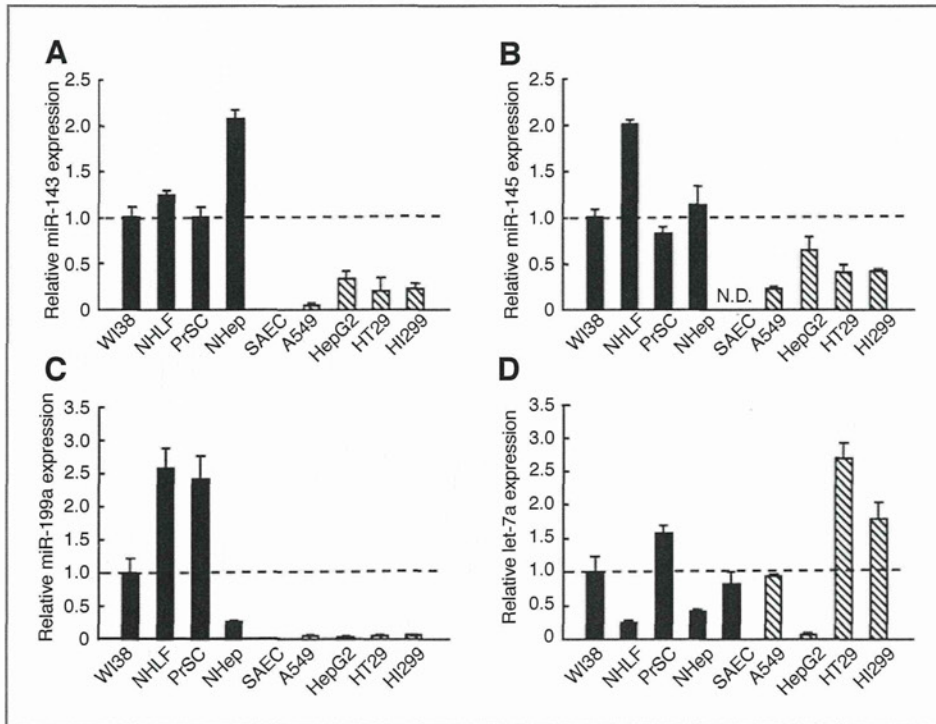 A
Relative miR-143 expression
2.5
2.0
1.5
1.0
0.5
0
WI38
NHLF
PrSC
NHep
SAEC
A549
HepG2
HT29
HI299
B
Relative miR-145 expression
2.5
2.0
1.5
1.0
0.5
0
N.D.
WI38
NHLF
PrSC
NHep
SAEC
A549
HepG2
HT29
HI299
C
Relative miR-199a expression
3.5
3.0
2.5
2.0
1.5
1.0
0.5
0
WI38
NHLF
PrSC
NHep
SAEC
A549
HepG2
HT29
HI299
D
Relative let-7a expression
3.5
3.0
2.5
2.0
1.5
1.0
0.5
0
WI38
NHLF
PrSC
NHep
SAEC
A549
HepG2
HT29
HI299